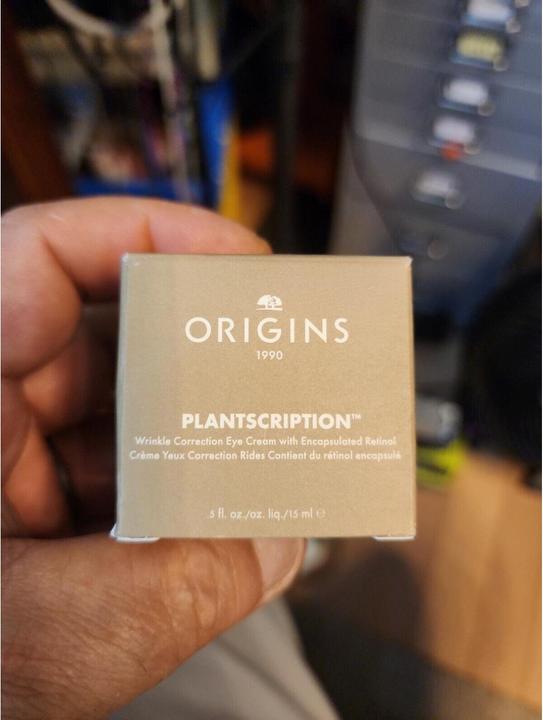 ORIGINS
1990
PLANTSCRIPTION™
Wrinkle Correction Eye Cream with Encapsulated Retinol
Crème Yeux Correction Rides Contient du rétinol encapsulé
.5 fl. oz./oz. liq./15 ml ℮